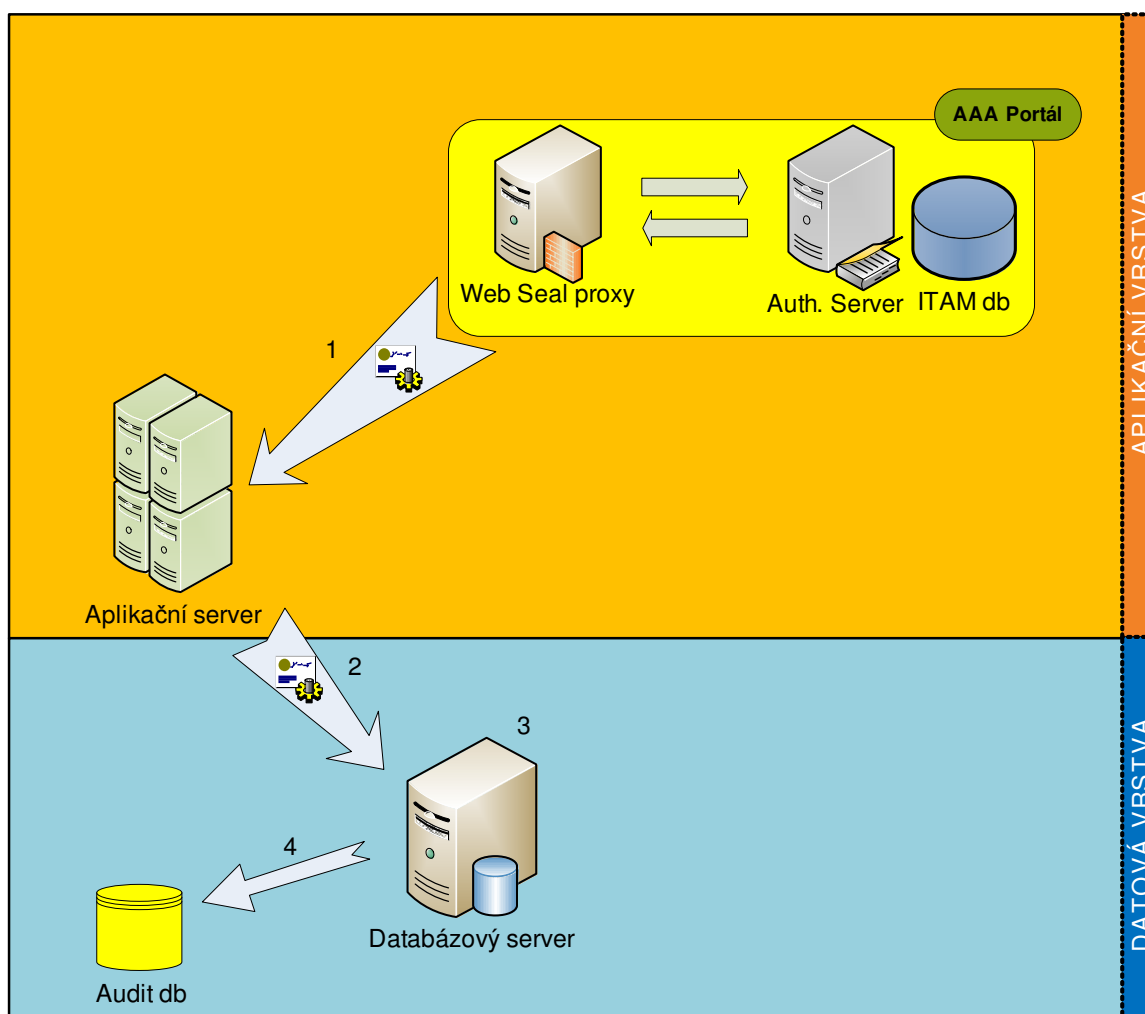 AAA Portál
Web Seal proxy
Auth. Server
ITAM db
1
Aplikační server
2
3
4
Databázový server
Audit db
APLIKAČNÍ VRSTVA
DATOVÁ VRSTVA